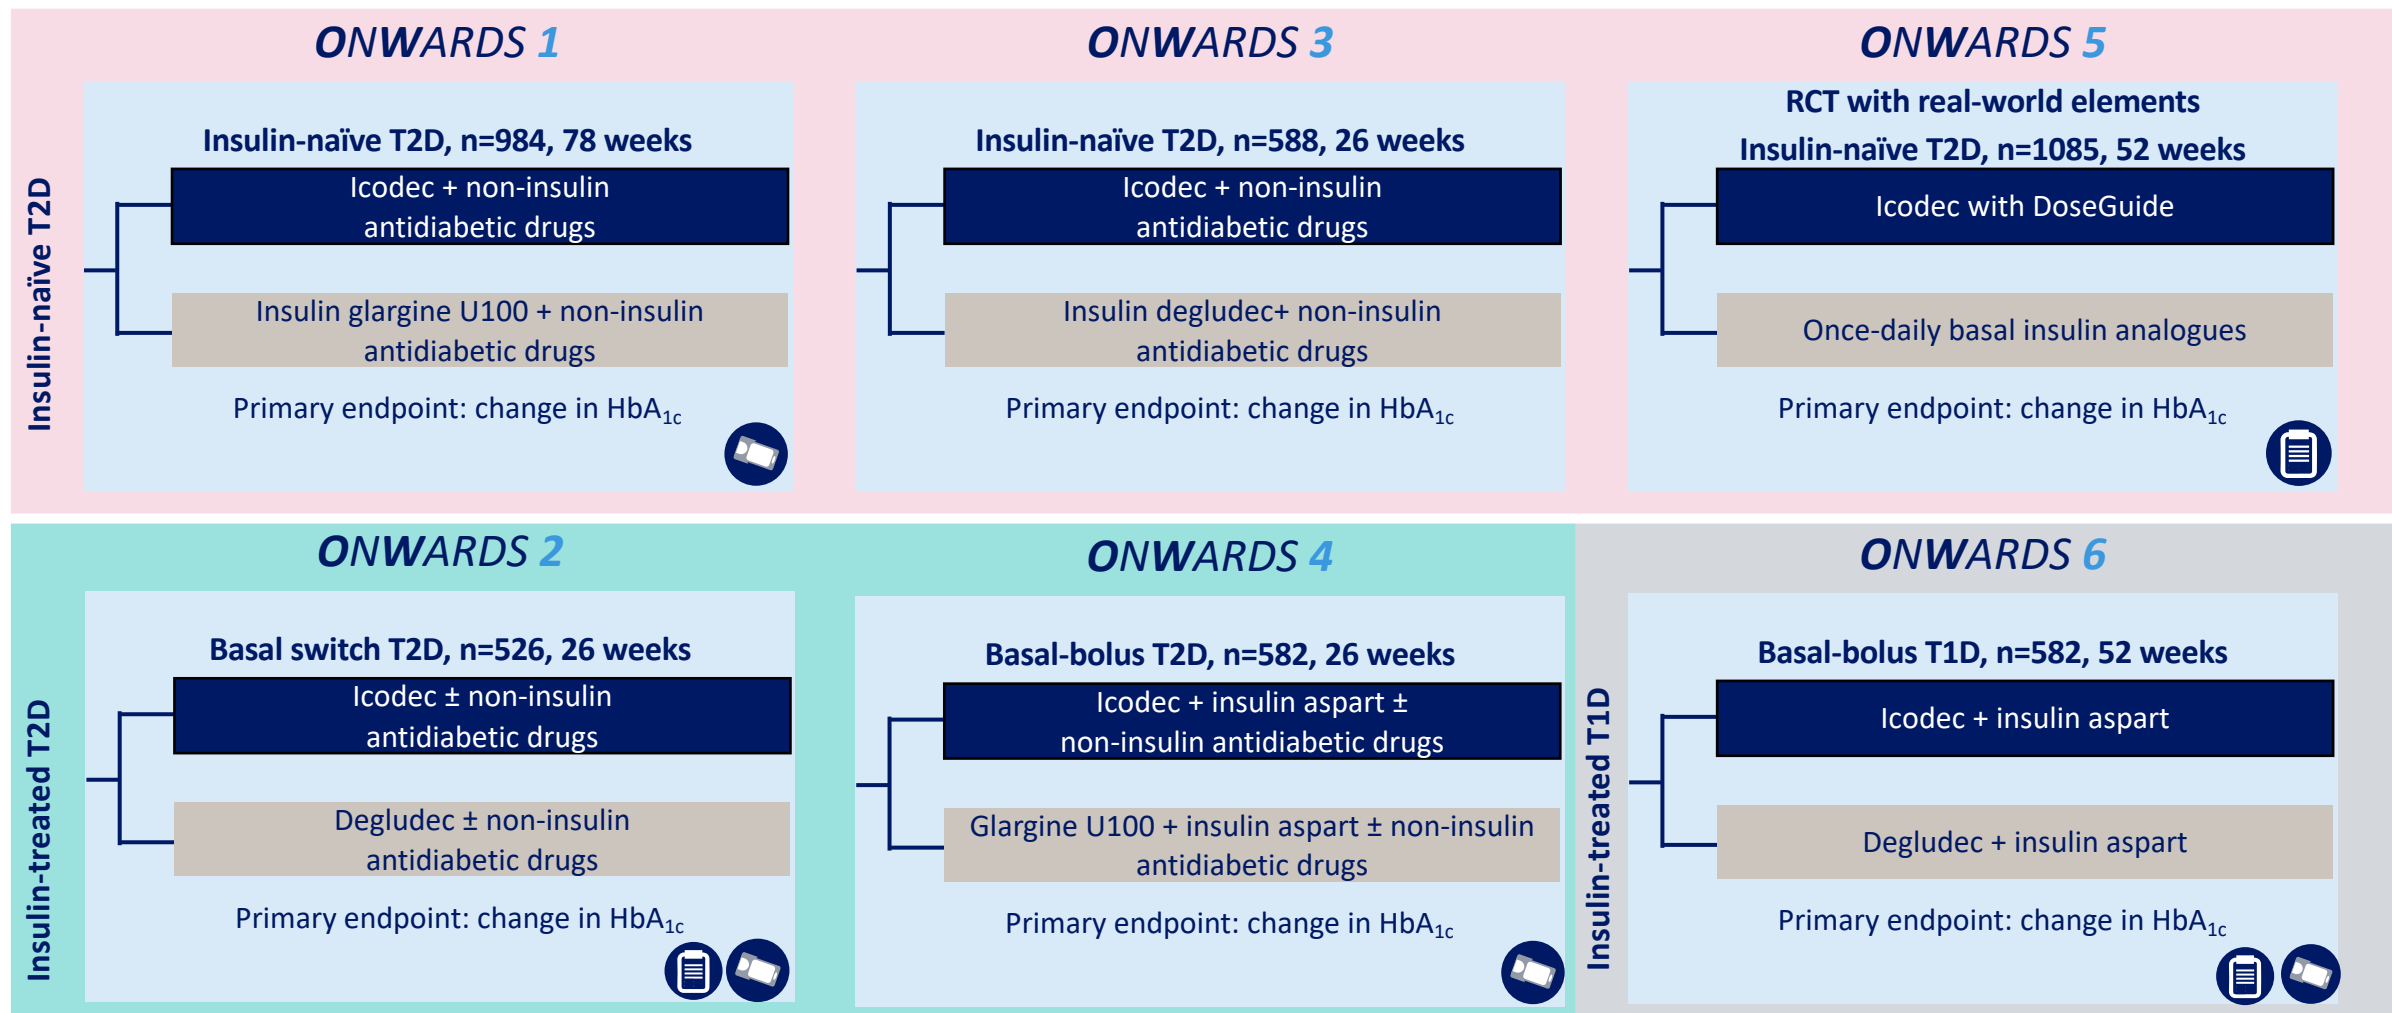 ONWARDS 1
Insulin-naïve T2D, n=984, 78 weeks
Icodec + non-insulin
antidiabetic drugs
Insulin glargine U100 + non-insulin
antidiabetic drugs
Primary endpoint: change in HbA1c
ONWARDS 3
Insulin-naïve T2D, n=588, 26 weeks
Icodec + non-insulin
antidiabetic drugs
Insulin degludec+ non-insulin
antidiabetic drugs
Primary endpoint: change in HbA1c
ONWARDS 5
RCT with real-world elements
Insulin-naïve T2D, n=1085, 52 weeks
Icodec with DoseGuide
Once-daily basal insulin analogues
Primary endpoint: change in HbA1c
Insulin-naïve T2D
ONWARDS 2
Basal switch T2D, n=526, 26 weeks
Icodec ± non-insulin
antidiabetic drugs
Degludec ± non-insulin
antidiabetic drugs
Primary endpoint: change in HbA1c
ONWARDS 4
Basal-bolus T2D, n=582, 26 weeks
Icodec + insulin aspart ±
non-insulin antidiabetic drugs
Glargine U100 + insulin aspart ± non-insulin
antidiabetic drugs
Primary endpoint: change in HbA1c
Insulin-treated T2D
ONWARDS 6
Basal-bolus T1D, n=582, 52 weeks
Icodec + insulin aspart
Degludec + insulin aspart
Primary endpoint: change in HbA1c
Insulin-treated T1D